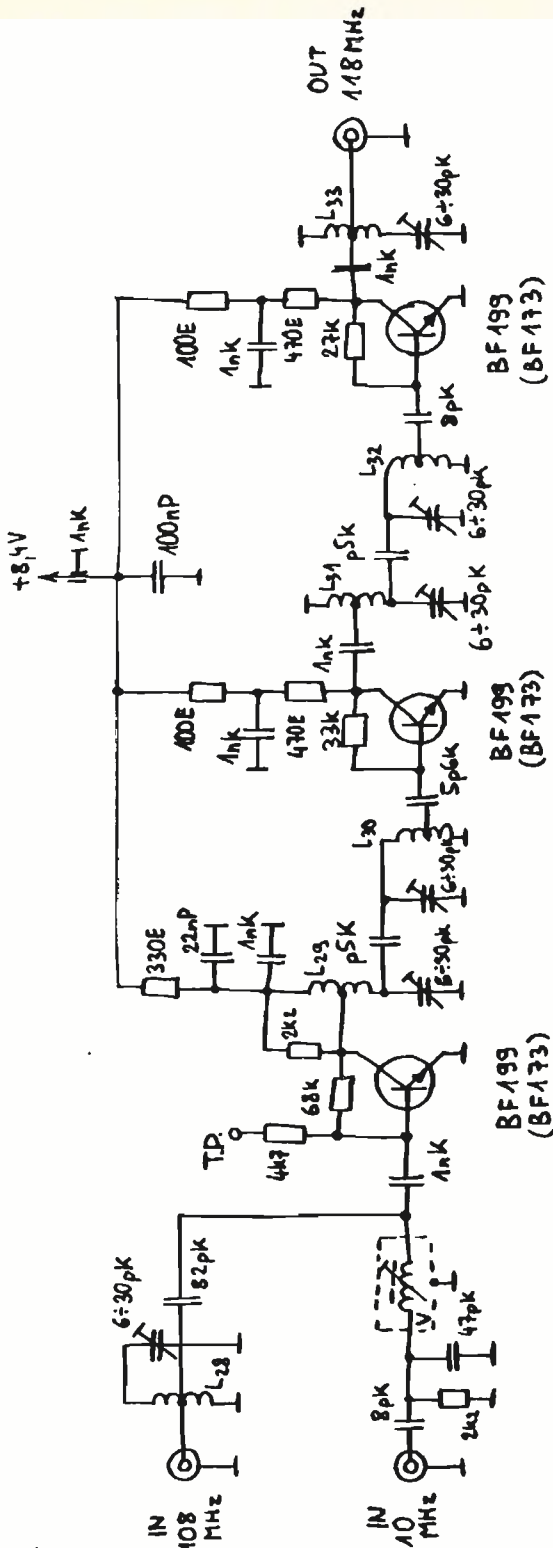 IN
108
MHz
6÷30pK
L28
82pK
IN
10
MHz
8pK
2k2
47pK
V
1nK
T.P.
4k7
68k
2k2
330E
22nP
1nK
L29
p5K
6÷30pK
BF199
(BF173)
L30
6÷30pK
5p6K
100E
1nK
470E
33k
BF199
(BF173)
+8,4V
1nK
100nP
1nK
L31
p5K
6÷30pK
6÷30pK
L32
8pK
100E
1nK
470E
27K
BF199
(BF173)
1nK
L33
6÷30pK
OUT
118MHz